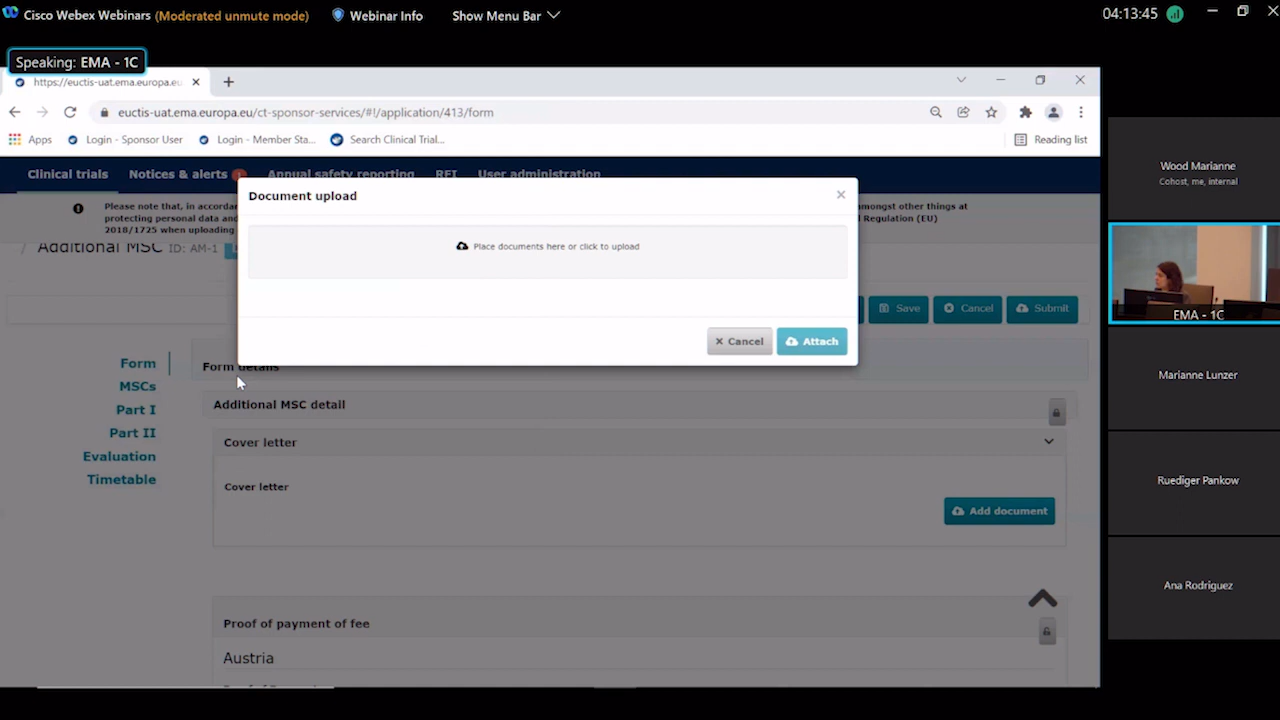 Cisco Webex Webinars (Moderated unmute mode) Webinar Info Show Menu Bar 04:13:45
Speaking: EMA - 1C
https://euctis-uat.ema.europa.eu
euctis-uat.ema.europa.eu/ct-sponsor-services/#!/application/413/form
Apps Login - Sponsor User Login - Member Sta... Search Clinical Trial... Reading list
Clinical trials Notices & alerts Annual safety reporting RFI User administration
Document upload
Please note that, in accordan
amongst other things at
protecting personal data and
Regulation (EU)
2018/1725 when uploading
Additional MSC ID: AM-1
Place documents here or click to upload
Save Cancel Submit
Cancel Attach
Form
MSCs
Part I
Part II
Evaluation
Timetable
Form details
Additional MSC detail
Cover letter
Cover letter
Add document
Proof of payment of fee
Austria
Wood Marianne
Cohost, me, internal
EMA - 1C
Marianne Lunzer
Ruediger Pankow
Ana Rodriguez